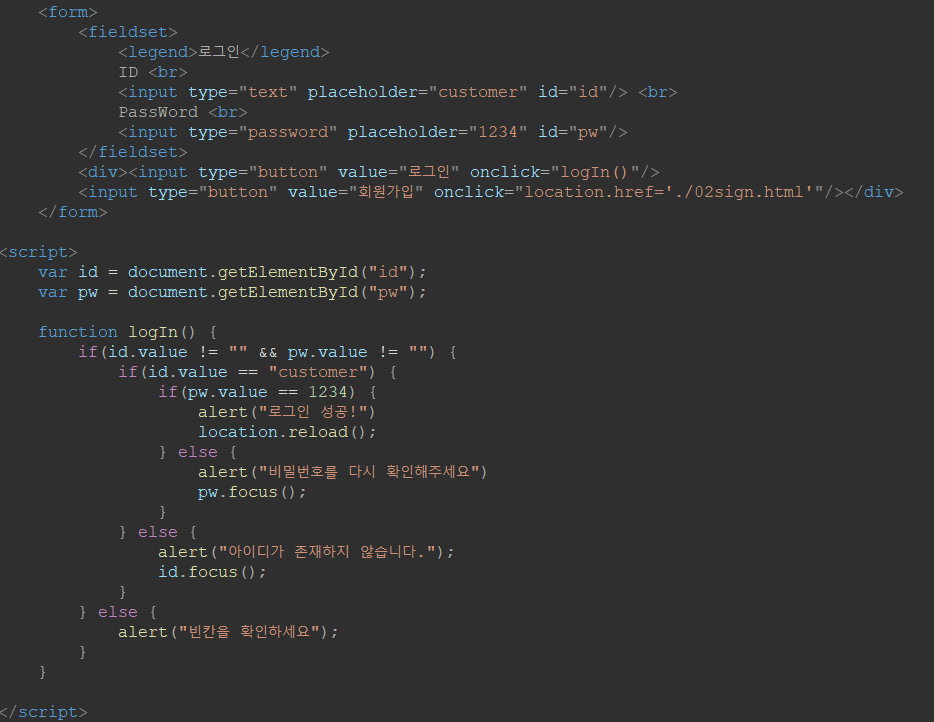 <form>
<fieldset>
<legend>로그인</legend>
ID <br>
<input type="text" placeholder="customer" id="id"/> <br>
PassWord <br>
<input type="password" placeholder="1234" id="pw"/>
</fieldset>
<div><input type="button" value="로그인" onclick="logIn()"/>
<input type="button" value="회원가입" onclick="location.href='./02sign.html'"/></div>
</form>
<script>
var id = document.getElementById("id");
var pw = document.getElementById("pw");
function logIn() {
if(id.value != "" && pw.value != "") {
if(id.value == "customer") {
if(pw.value == 1234) {
alert("로그인 성공!")
location.reload();
} else {
alert("비밀번호를 다시 확인해주세요")
pw.focus();
}
} else {
alert("아이디가 존재하지 않습니다.");
id.focus();
}
} else {
alert("빈칸을 확인하세요");
}
}
</script>